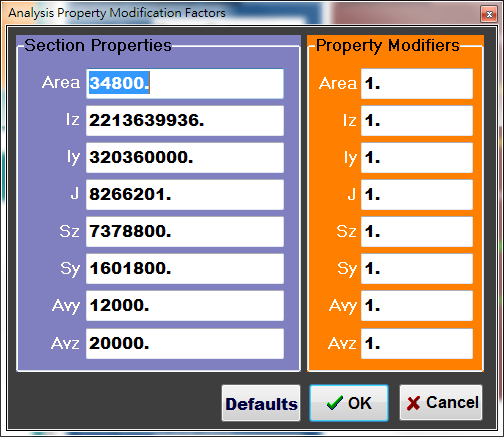 Analysis Property Modification Factors
Section Properties
Area 34800.
Iz 2213639936.
Iy 320360000.
J 8266201.
Sz 7378800.
Sy 1601800.
Avy 12000.
Avz 20000.
Property Modifiers
Area 1.
Iz 1.
Iy 1.
J 1.
Sz 1.
Sy 1.
Avy 1.
Avz 1.
Defaults OK Cancel